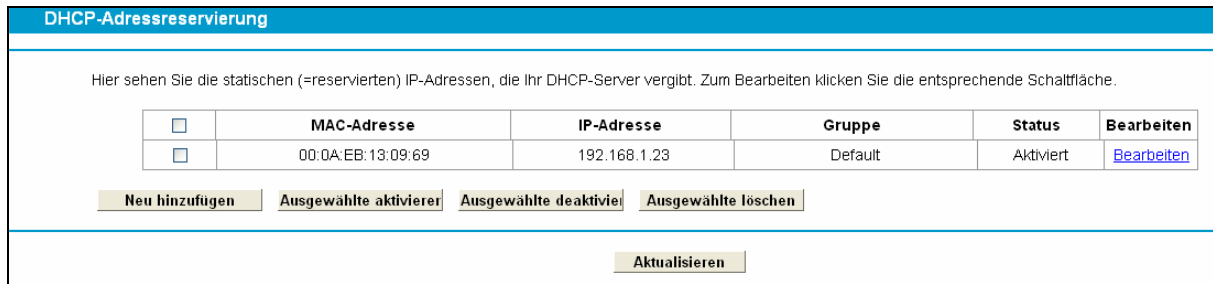 DHCP-Adressreservierung
Hier sehen Sie die statischen (=reservierten) IP-Adressen, die Ihr DHCP-Server vergibt. Zum Bearbeiten klicken Sie die entsprechende Schaltfläche.
MAC-Adresse IP-Adresse Gruppe Status Bearbeiten
00:0A:EB:13:09:69 192.168.1.23 Default Aktiviert Bearbeiten
Neu hinzufügen Ausgewählte aktivierer Ausgewählte deaktivier Ausgewählte löschen
Aktualisieren